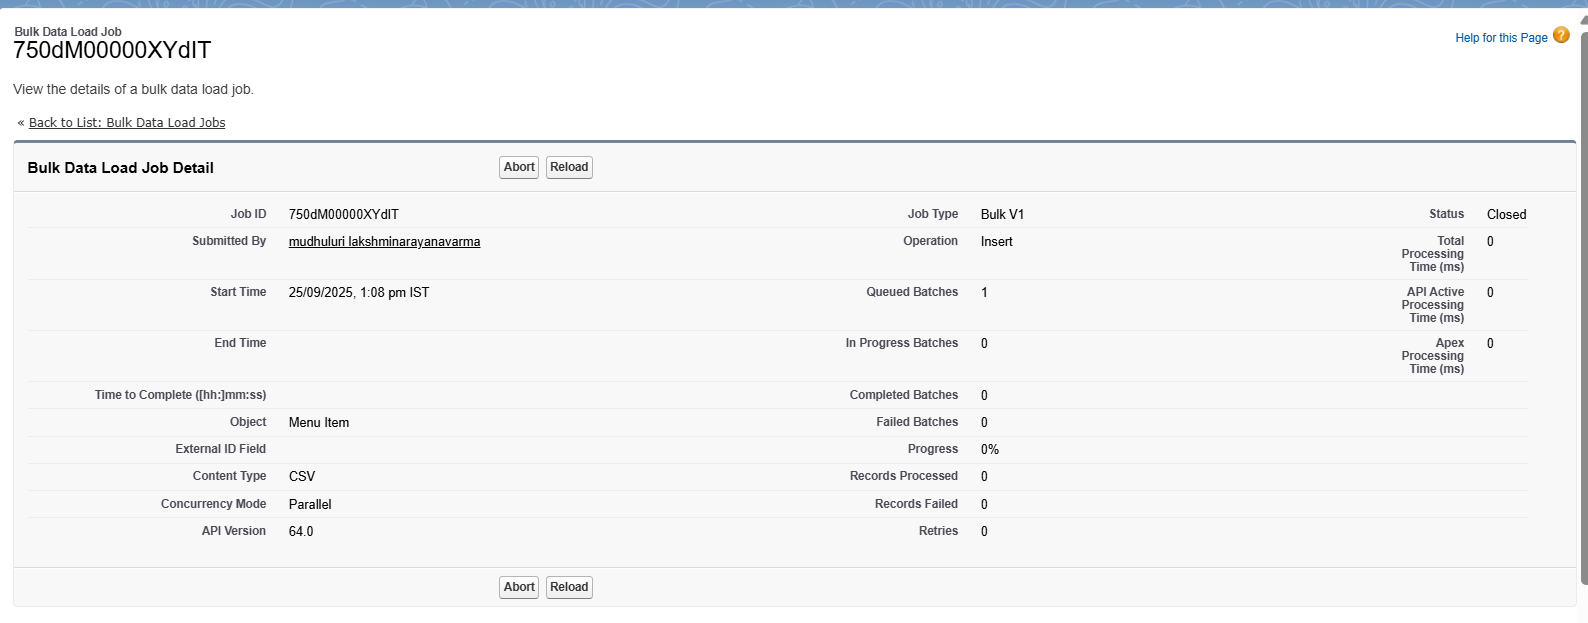 Bulk Data Load Job
750dM00000XYdIT
Help for this Page ?
View the details of a bulk data load job.
« Back to List: Bulk Data Load Jobs
Bulk Data Load Job Detail Abort Reload
Job ID 750dM00000XYdIT Job Type Bulk V1 Status Closed
Submitted By mudhuluri lakshminarayanavarma Operation Insert Total Processing Time (ms) 0
Start Time 25/09/2025, 1:08 pm IST Queued Batches 1 API Active Processing Time (ms) 0
End Time In Progress Batches 0 Apex Processing Time (ms) 0
Time to Complete ([hh:]mm:ss) Completed Batches 0
Object Menu Item Failed Batches 0
External ID Field Progress 0%
Content Type CSV Records Processed 0
Concurrency Mode Parallel Records Failed 0
API Version 64.0 Retries 0
Abort Reload